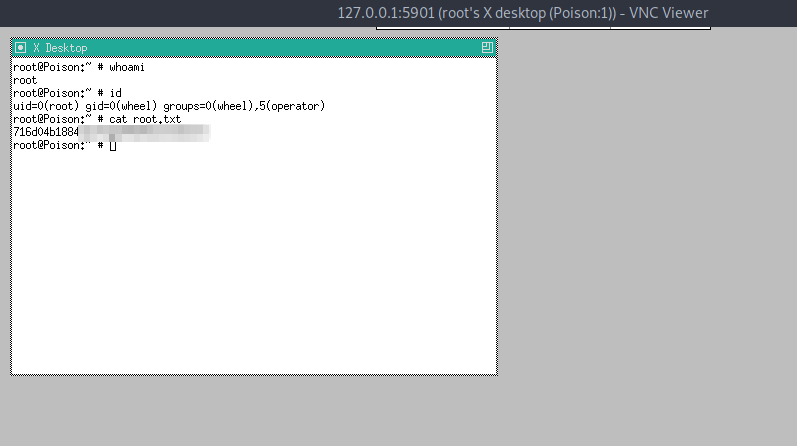 127.0.0.1:5901 (root's X desktop (Poison:1)) - VNC Viewer
X Desktop
root@Poison:~ # whoami
root
root@Poison:~ # id
uid=0(root) gid=0(wheel) groups=0(wheel),5(operator)
root@Poison:~ # cat root.txt
716d04b1884
root@Poison:~ #